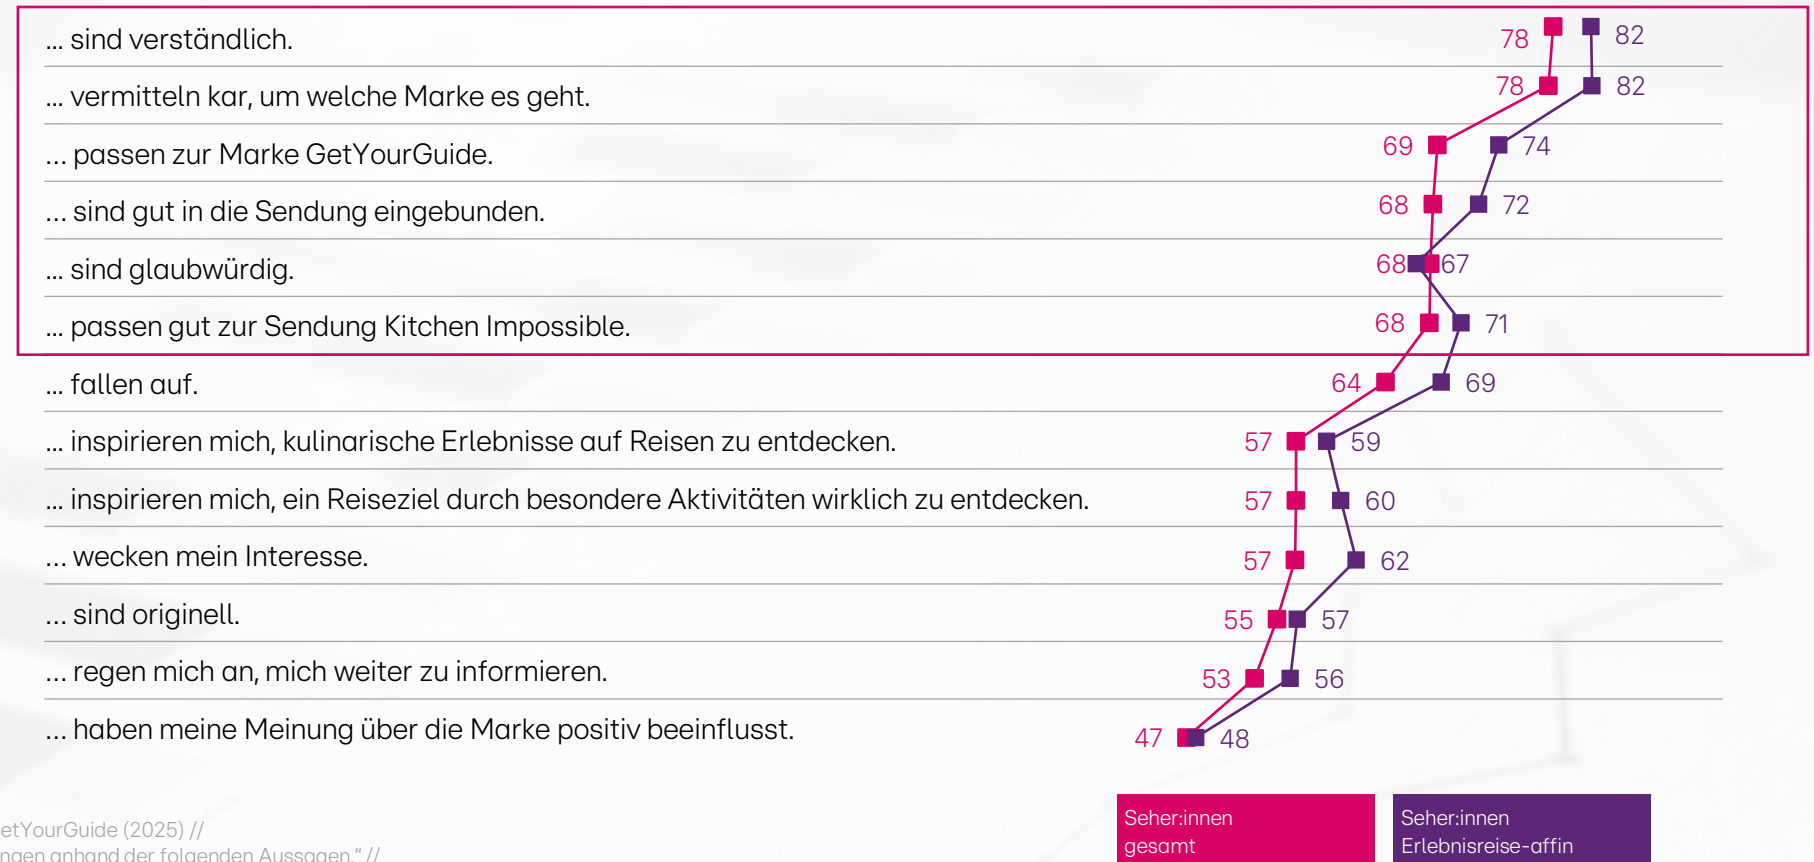 ... sind verständlich.
78 82
... vermitteln kar, um welche Marke es geht.
78 82
... passen zur Marke GetYourGuide.
69 74
... sind gut in die Sendung eingebunden.
68 72
... sind glaubwürdig.
68 67
... passen gut zur Sendung Kitchen Impossible.
68 71
... fallen auf.
64 69
... inspirieren mich, kulinarische Erlebnisse auf Reisen zu entdecken.
57 59
... inspirieren mich, ein Reiseziel durch besondere Aktivitäten wirklich zu entdecken.
57 60
... wecken mein Interesse.
57 62
... sind originell.
55 57
... regen mich an, mich weiter zu informieren.
53 56
... haben meine Meinung über die Marke positiv beeinflusst.
47 48
Seher:innen
gesamt
Seher:innen
Erlebnisreise-affin
etYourGuide (2025) //
ngen anhand der folgenden Aussagen.“ //